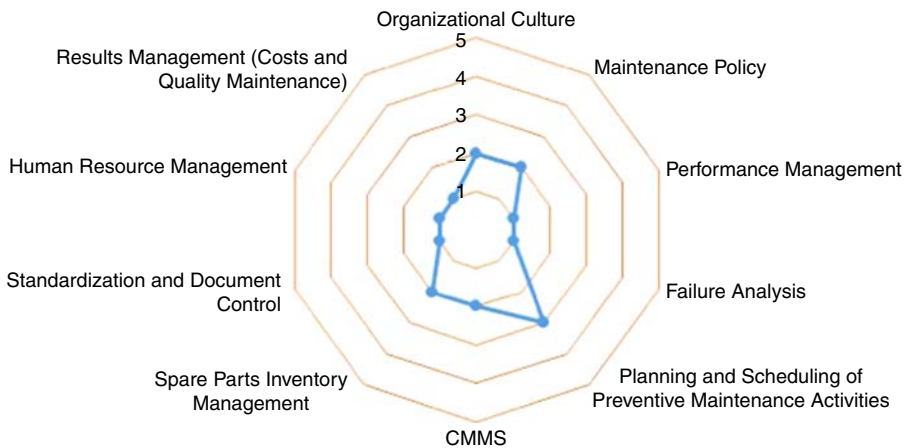 Organizational Culture
5
4
3
2
1
Maintenance Policy
Performance Management
Failure Analysis
Planning and Scheduling of
Preventive Maintenance Activities
CMMS
Spare Parts Inventory
Management
Standardization and Document
Control
Human Resource Management
Results Management (Costs and
Quality Maintenance)